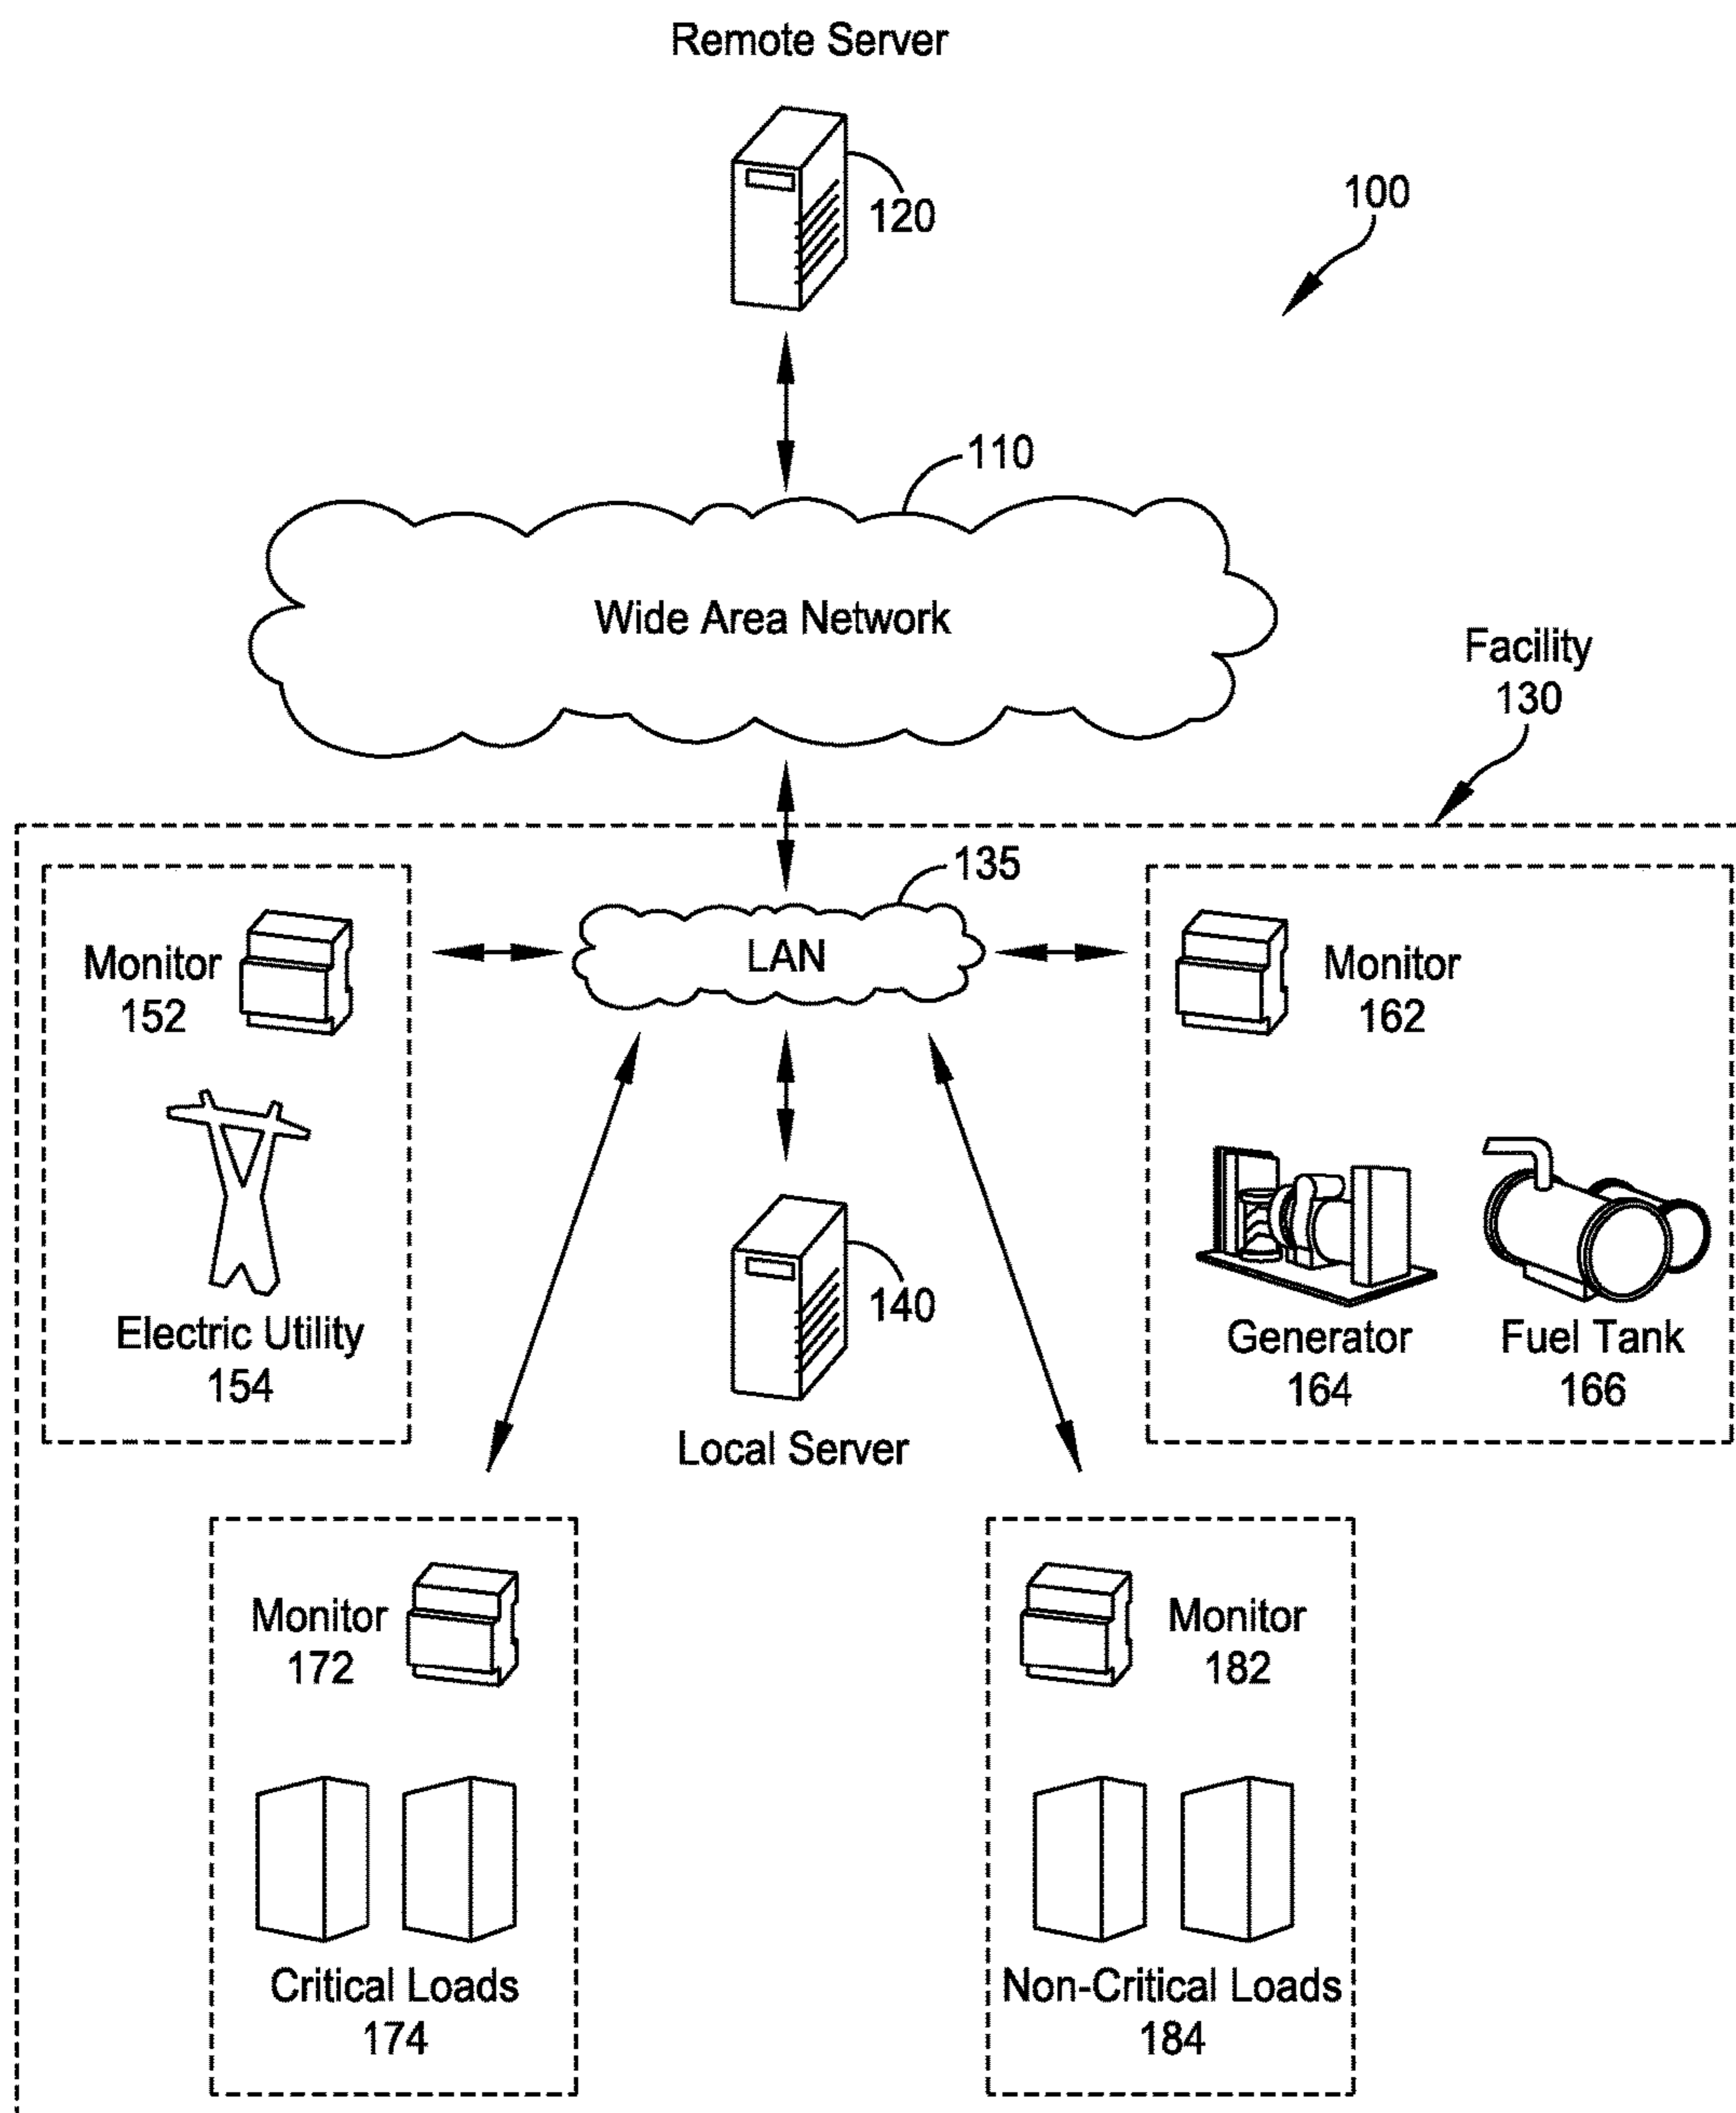 Remote Server
120
100
110
Wide Area Network
Facility
130
135
LAN
Monitor
152
Monitor
162
Electric Utility
154
140
Local Server
Generator
164
Fuel Tank
166
Monitor
172
Monitor
182
Critical Loads
174
Non-Critical Loads
184